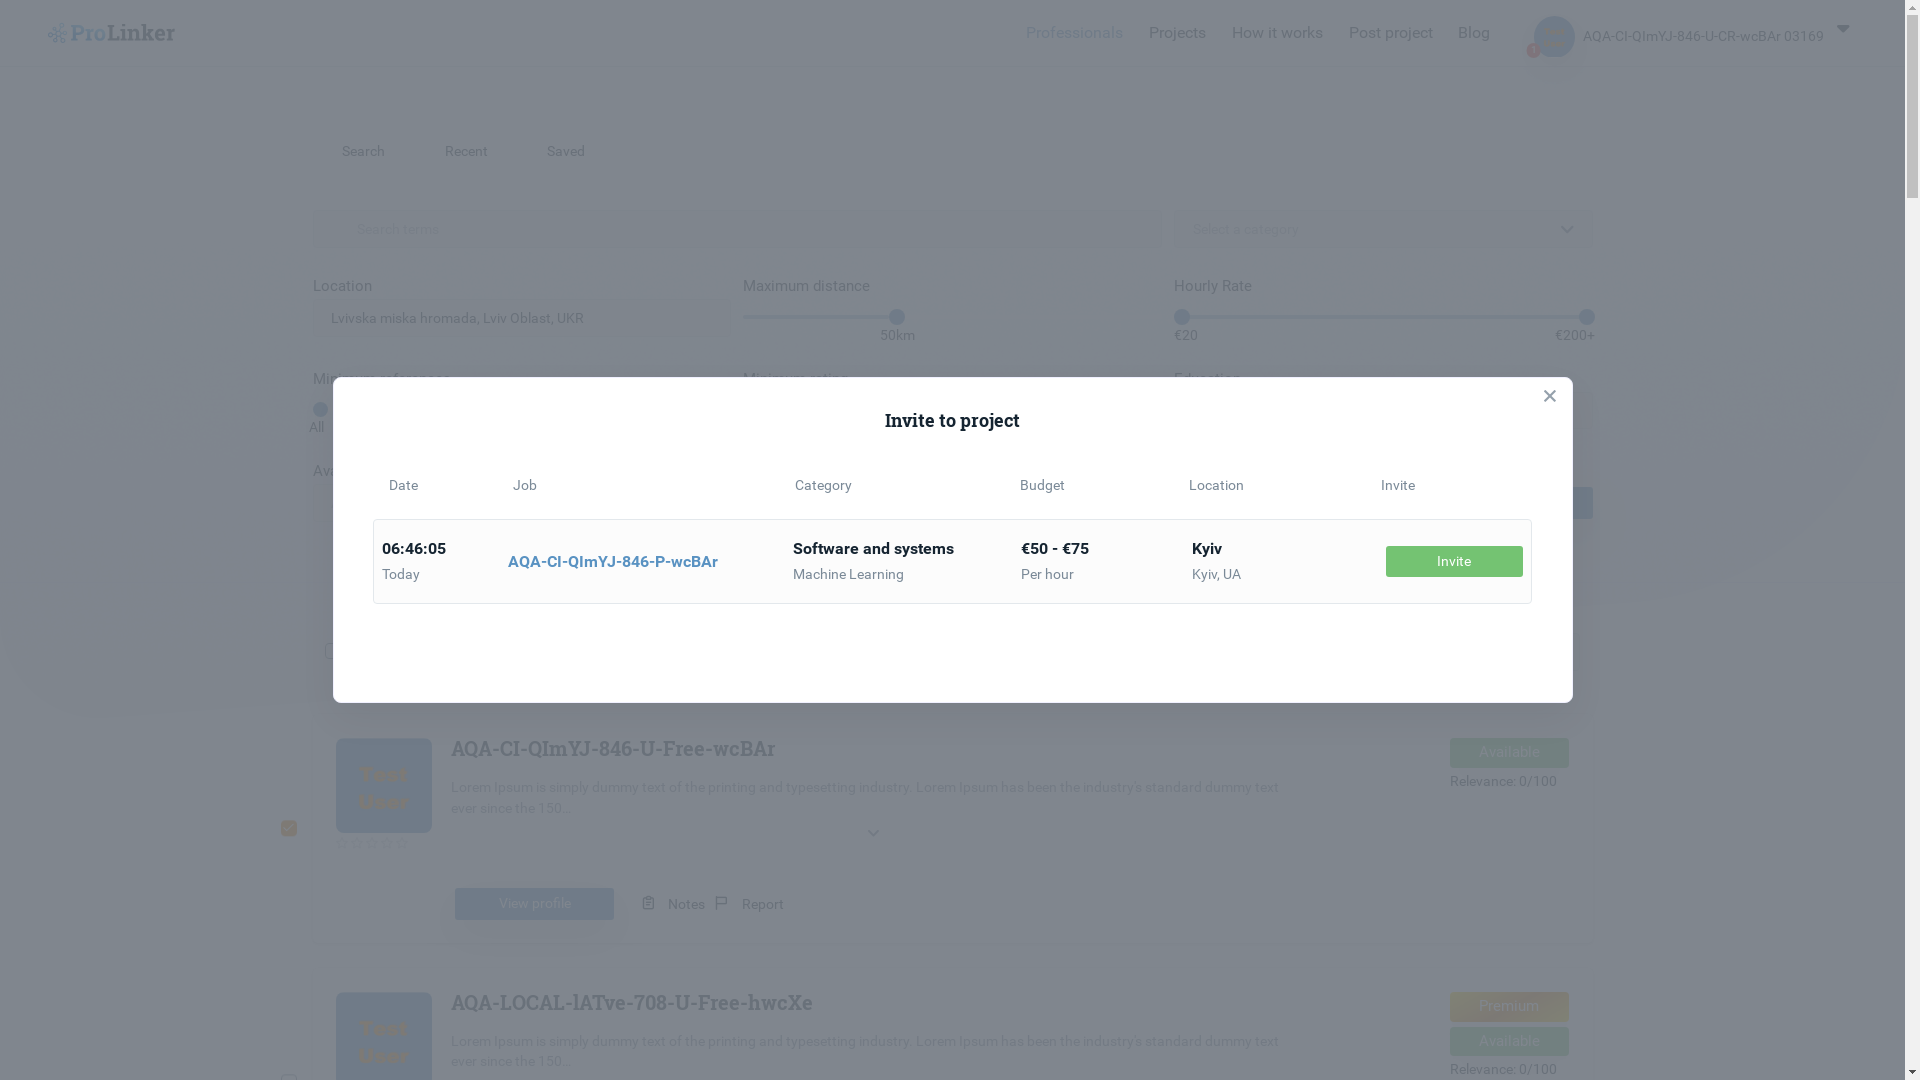 ProLinker
Professionals
Projects
How it works
Post project
Blog
AQA-CI-QImYJ-846-U-CR-wcBAr 03169
Search
Recent
Saved
Search terms
Select a category
Location
Maximum distance
Hourly Rate
Lvivska miska hromada, Lviv Oblast, UKR
50km
€20
€200+
All
Invite to project
Date
Job
Category
Budget
Location
Invite
06:46:05
Today
AQA-CI-QImYJ-846-P-wcBAr
Software and systems
Machine Learning
€50 - €75
Per hour
Kyiv
Kyiv, UA
Invite
AQA-CI-QImYJ-846-U-Free-wcBAr
Lorem Ipsum is simply dummy text of the printing and typesetting industry. Lorem Ipsum has been the industry's standard dummy text
ever since the 150...
Available
Relevance: 0/100
Test
User
View profile
Notes
Report
AQA-LOCAL-lATve-708-U-Free-hwcXe
Lorem Ipsum is simply dummy text of the printing and typesetting industry. Lorem Ipsum has been the industry's standard dummy text
ever since the 150...
Premium
Available
Relevance: 0/100
Test
User